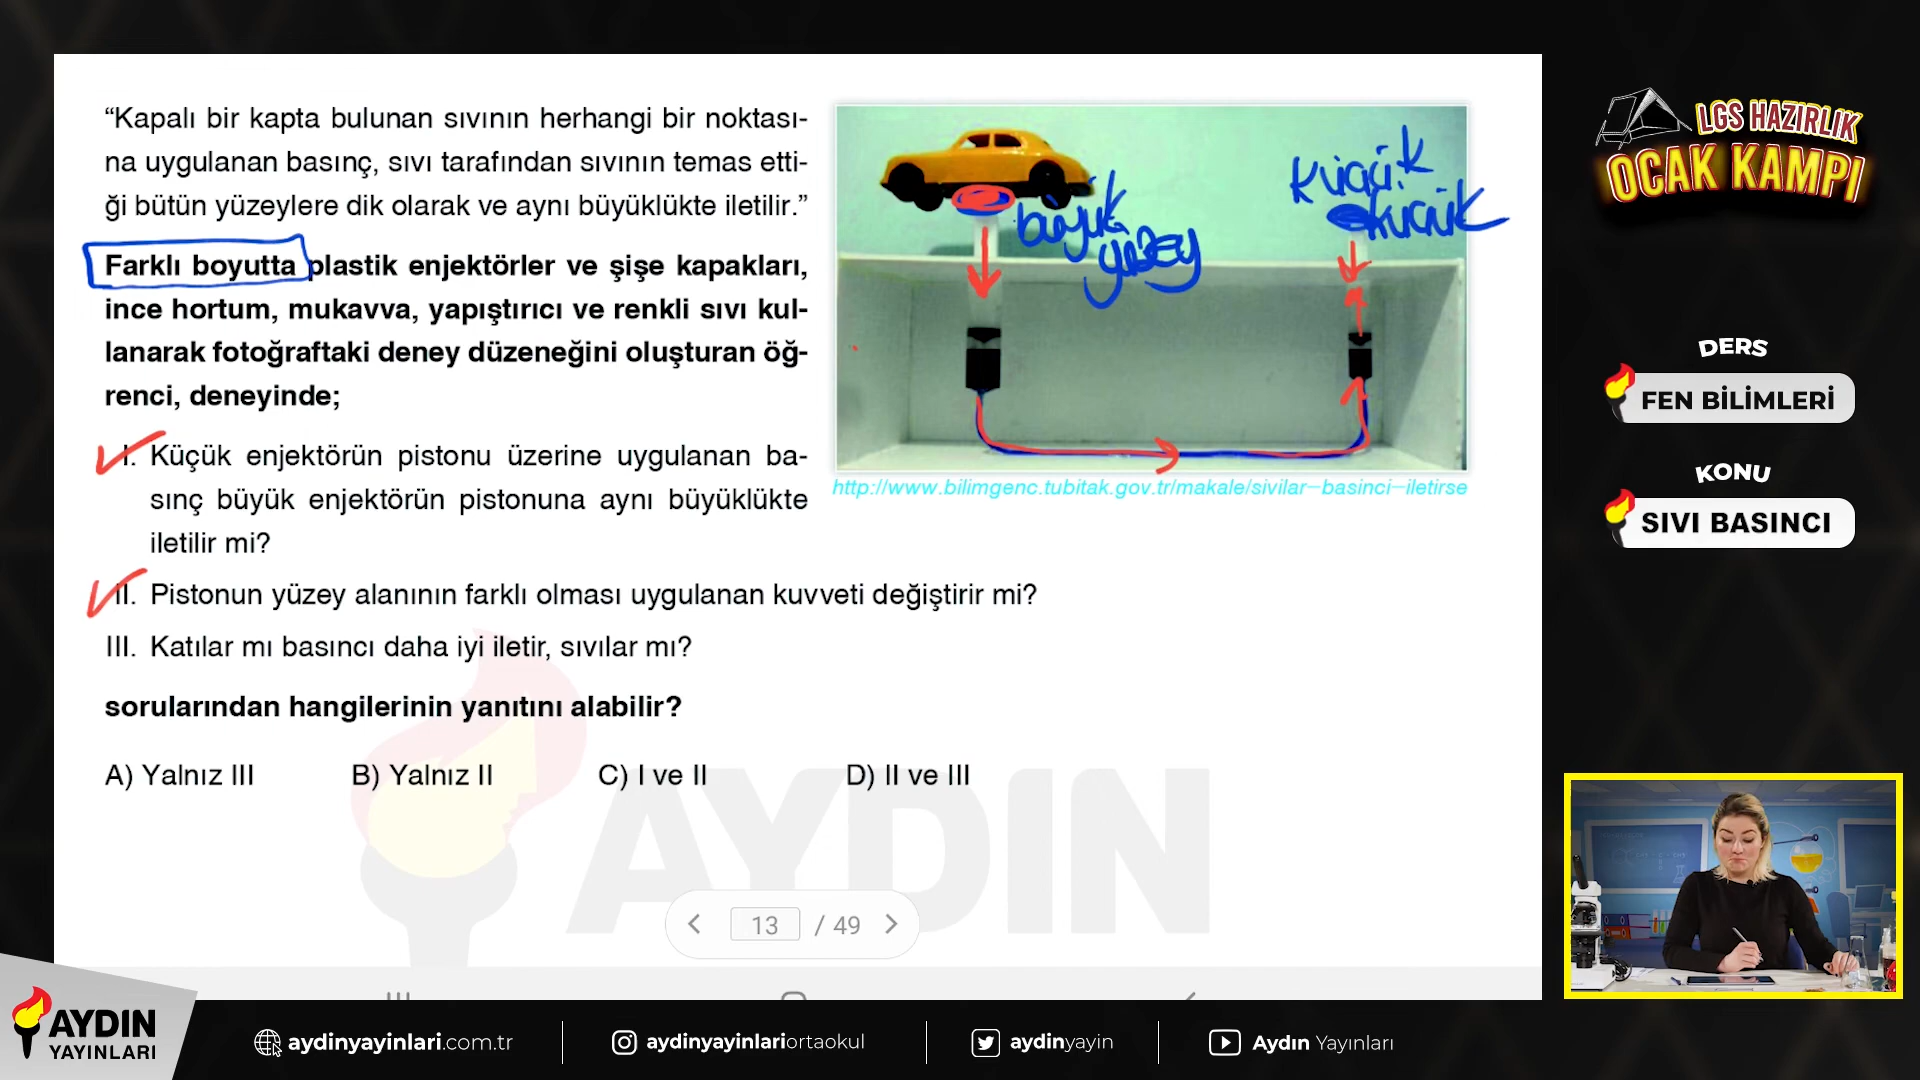 “Kapalı bir kapta bulunan sıvının herhangi bir noktası-
na uygulanan basınç, sıvı tarafından sıvının temas etti-
ği bütün yüzeylere dik olarak ve aynı büyüklükte iletilir.”
Farklı boyutta plastik enjektörler ve şişe kapakları,
ince hortum, mukavva, yapıştırıcı ve renkli sıvı kul-
lanarak fotoğraftaki deney düzeneğini oluşturan öğ-
renci, deneyinde;
I. Küçük enjektörün pistonu üzerine uygulanan ba-
sınç büyük enjektörün pistonuna aynı büyüklükte
iletilir mi?
II. Pistonun yüzey alanının farklı olması uygulanan kuvveti değiştirir mi?
III. Katılar mı basıncı daha iyi iletir, sıvılar mı?
sorularından hangilerinin yanıtını alabilir?
A) Yalnız III B) Yalnız II C) I ve II D) II ve III
büyük
yüzey
küçük
küçük
http://www.bilimgenc.tubitak.gov.tr/makale/sivilar-basinci-iletirse
AYDIN
13 / 49
LGS HAZIRLIK
OCAK KAMPI
DERS
FEN BİLİMLERİ
KONU
SIVI BASINCI
AYDIN
YAYINLARI
aydinyayinlari.com.tr
aydinyayinlariortaokul
aydinyayin
Aydın Yayınları